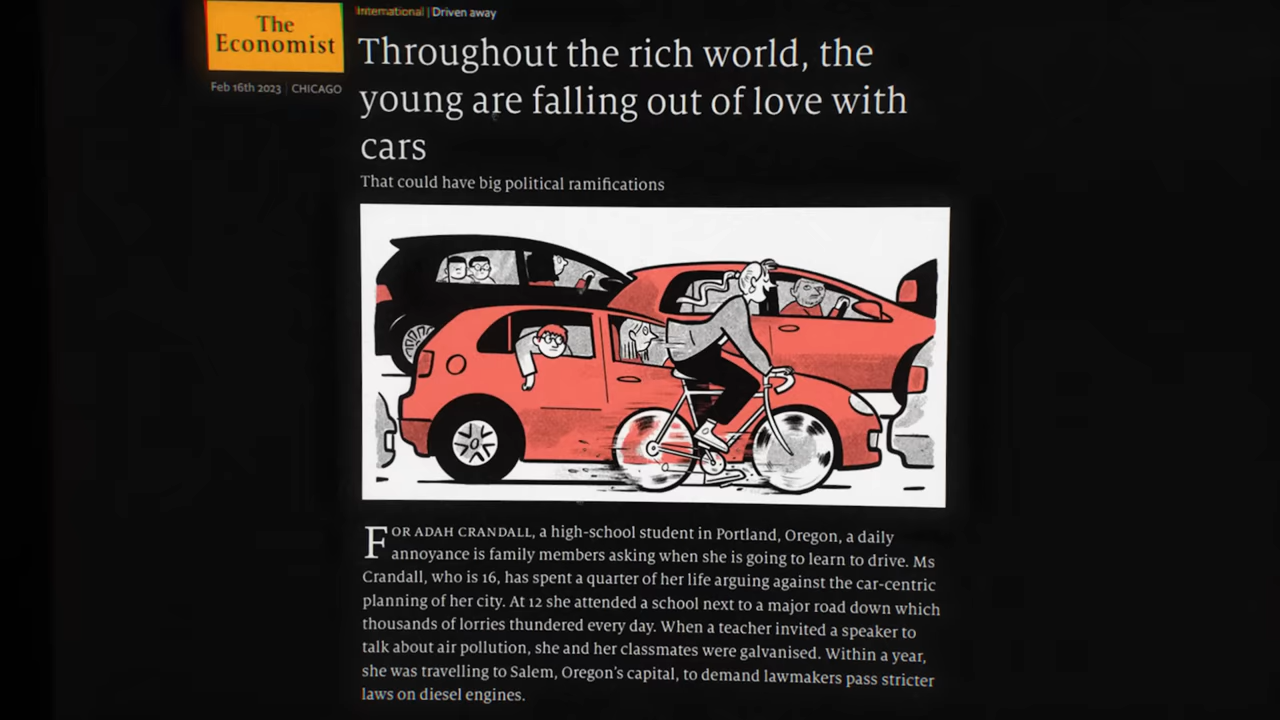 The
Economist
Feb 16th 2023 | CHICAGO
International | Driven away
Throughout the rich world, the
young are falling out of love with
cars
That could have big political ramifications
FOR ADAH CRANDALL, a high-school student in Portland, Oregon, a daily
annoyance is family members asking when she is going to learn to drive. Ms
Crandall, who is 16, has spent a quarter of her life arguing against the car-centric
planning of her city. At 12 she attended a school next to a major road down which
thousands of lorries thundered every day. When a teacher invited a speaker to
talk about air pollution, she and her classmates were galvanised. Within a year,
she was travelling to Salem, Oregon's capital, to demand lawmakers pass stricter
laws on diesel engines.